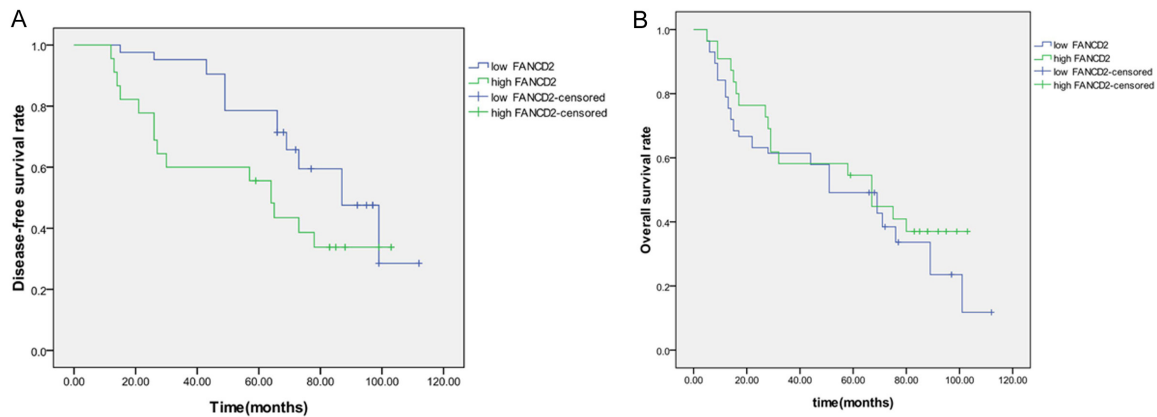 A
1.0
0.8
0.6
0.4
0.2
0.0
0.00 20.00 40.00 60.00 80.00 100.00 120.00
Disease-free survival rate
Time(months)
low FANCD2
high FANCD2
low FANCD2-censored
high FANCD2-censored
B
1.0
0.8
0.6
0.4
0.2
0.0
0.00 20.00 40.00 60.00 80.00 100.00 120.00
Overall survival rate
time(months)
low FANCD2
high FANCD2
low FANCD2-censored
high FANCD2-censored